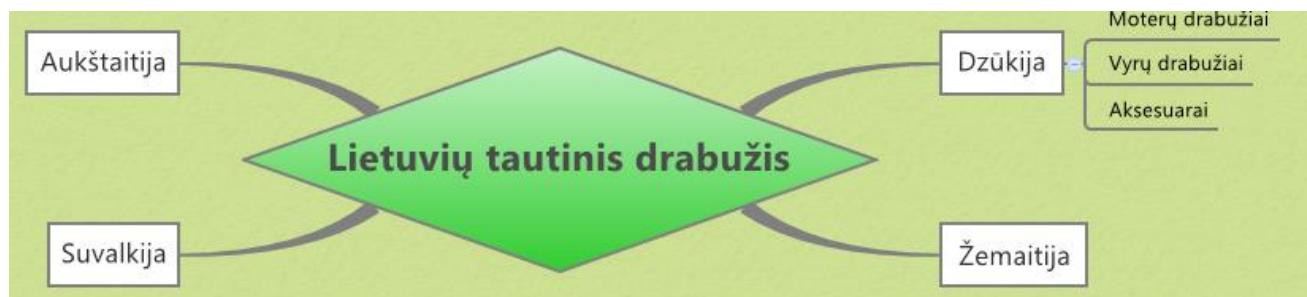 Aukštaitija
Suvalkija
Lietuvių tautinis drabužis
Dzūkija
Moterų drabužiai
Vyrų drabužiai
Aksesuarai
Žemaitija